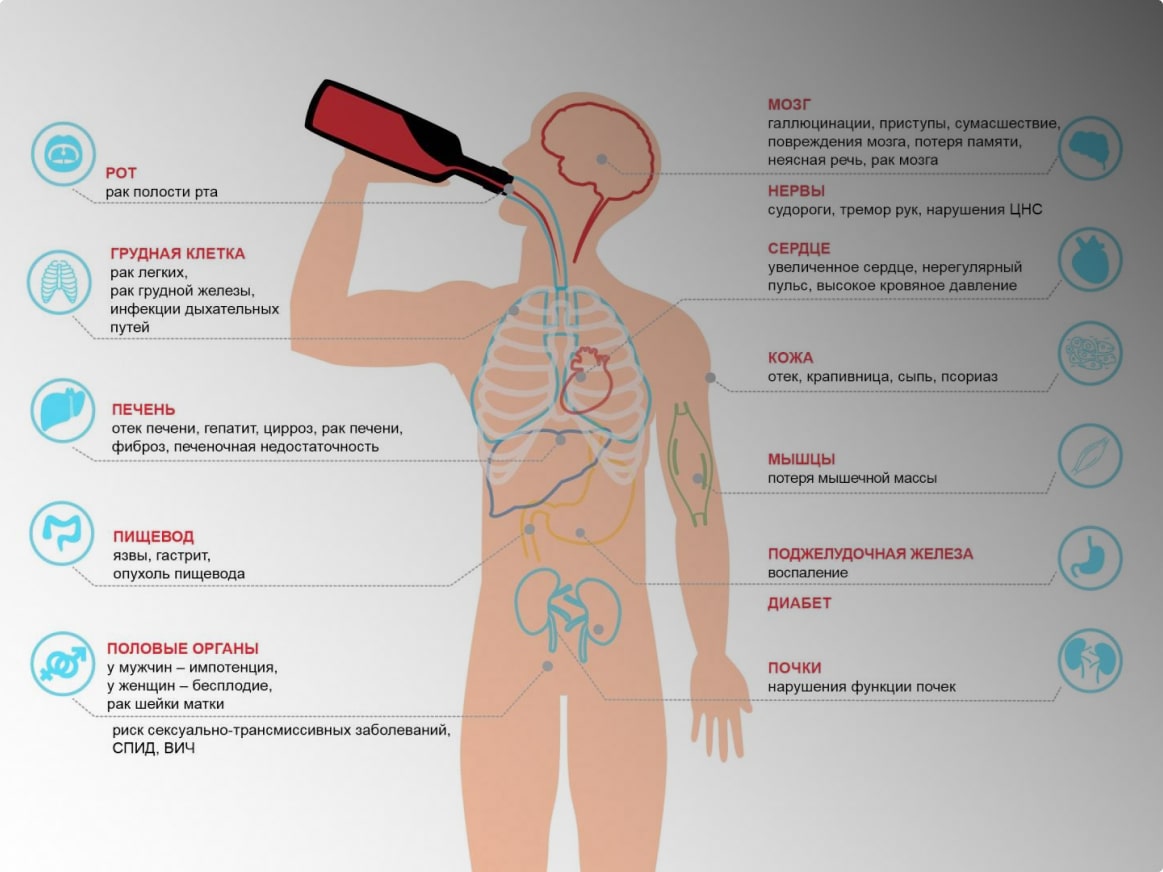 РОТ
рак полости рта
ГРУДНАЯ КЛЕТКА
рак легких,
рак грудной железы,
инфекции дыхательных
путей
ПЕЧЕНЬ
отек печени, гепатит, цирроз, рак печени,
фиброз, печеночная недостаточность
ПИЩЕВОД
язвы, гастрит,
опухоль пищевода
ПОЛОВЫЕ ОРГАНЫ
у мужчин – импотенция,
у женщин – бесплодие,
рак шейки матки
риск сексуально-трансмиссивных заболеваний,
СПИД, ВИЧ
МОЗГ
галлюцинации, приступы, сумасшествие,
повреждения мозга, потеря памяти,
неясная речь, рак мозга
НЕРВЫ
судороги, тремор рук, нарушения ЦНС
СЕРДЦЕ
увеличенное сердце, нерегулярный
пульс, высокое кровяное давление
КОЖА
отек, крапивница, сыпь, псориаз
МЫШЦЫ
потеря мышечной массы
ПОДЖЕЛУДОЧНАЯ ЖЕЛЕЗА
воспаление
ДИАБЕТ
ПОЧКИ
нарушения функции почек